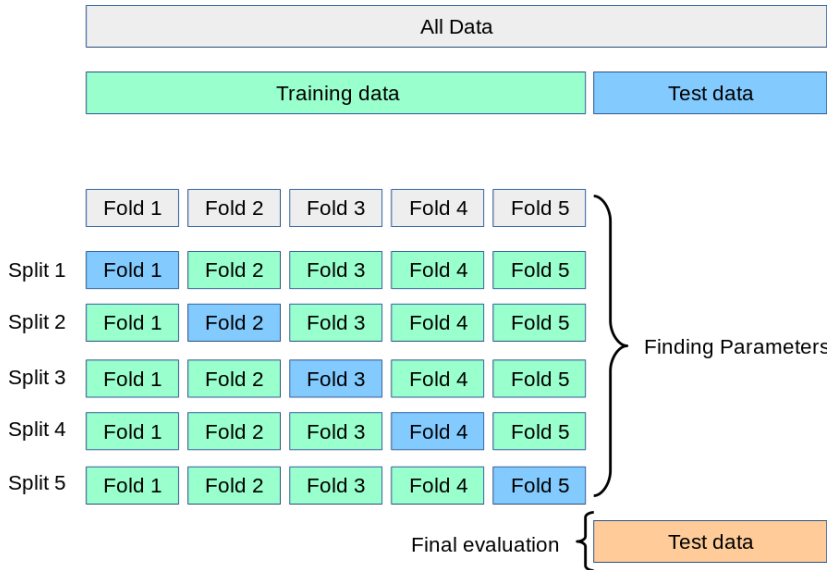 All Data
Training data Test data
Fold 1 Fold 2 Fold 3 Fold 4 Fold 5
Split 1 Fold 1 Fold 2 Fold 3 Fold 4 Fold 5
Split 2 Fold 1 Fold 2 Fold 3 Fold 4 Fold 5
Finding Parameters
Split 3 Fold 1 Fold 2 Fold 3 Fold 4 Fold 5
Split 4 Fold 1 Fold 2 Fold 3 Fold 4 Fold 5
Split 5 Fold 1 Fold 2 Fold 3 Fold 4 Fold 5
Final evaluation Test data